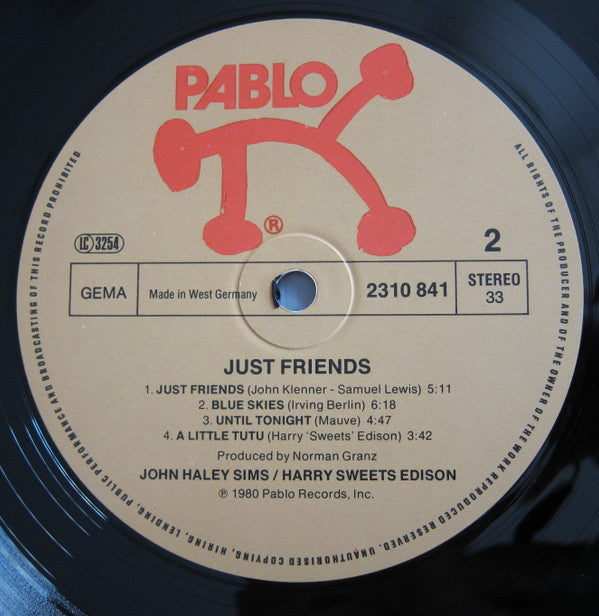 PABLO
®
LC 3254
2
GEMA
Made in West Germany
2310 841
STEREO
33
JUST FRIENDS
1. JUST FRIENDS (John Klenner - Samuel Lewis) 5:11
2. BLUE SKIES (Irving Berlin) 6:18
3. UNTIL TONIGHT (Mauve) 4:47
4. A LITTLE TUTU (Harry 'Sweets' Edison) 3:42
Produced by Norman Granz
JOHN HALEY SIMS / HARRY SWEETS EDISON
℗ 1980 Pablo Records, Inc.
ALL RIGHTS OF THE PRODUCER AND OF THE OWNER OF THE WORK REPRODUCED RESERVED. UNAUTHORISED COPYING, HIRING, LENDING, PUBLIC PERFORMANCE AND BROADCASTING OF THIS RECORD PROHIBITED